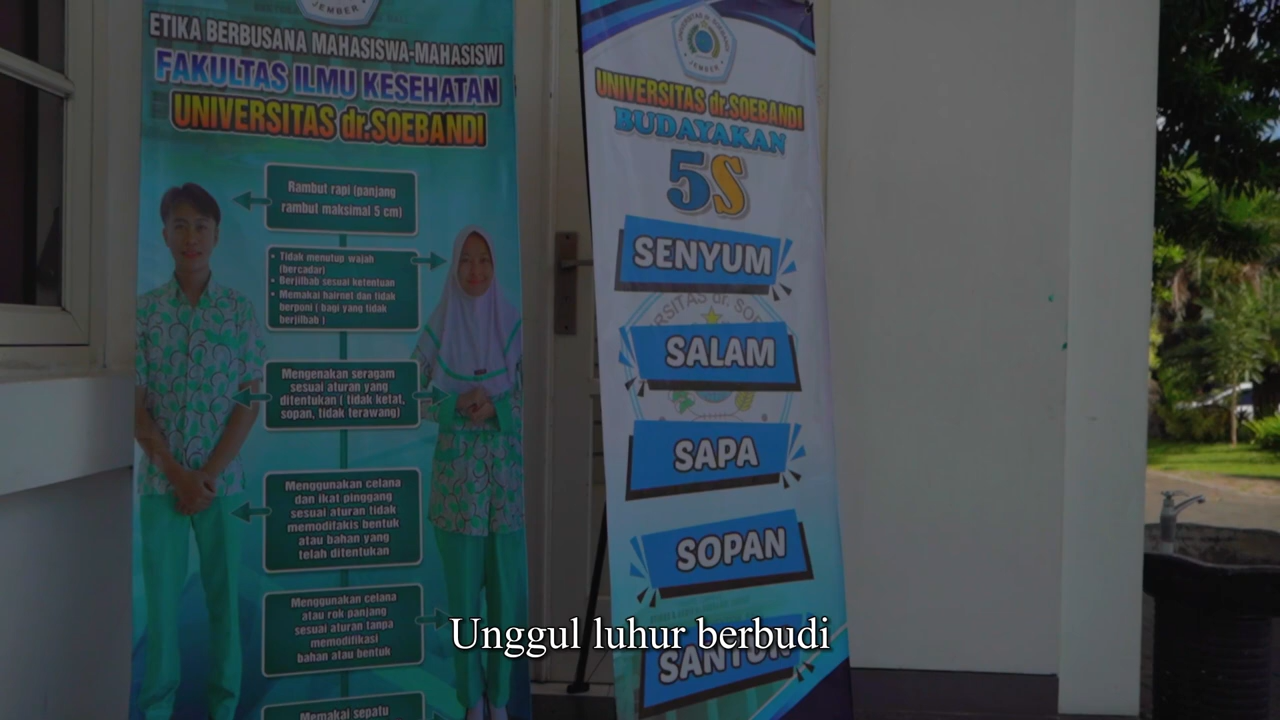 JEMBER
ETIKA BERBUSANA MAHASISWA-MAHASISWI
FAKULTAS ILMU KESEHATAN
UNIVERSITAS dr.SOEBANDI
Rambut rapi (panjang
rambut maksimal 5 cm)
• Tidak menutup wajah
(bercadar)
• Berjilbab sesuai ketentuan
• Memakai hairnet dan tidak
berponi ( bagi yang tidak
berjilbab )
Mengenakan seragam
sesuai aturan yang
ditentukan ( tidak ketat,
sopan, tidak terawang)
Menggunakan celana
dan ikat pinggang
sesuai aturan tidak
memodifakis bentuk
atau bahan yang
telah ditentukan
Menggunakan celana
atau rok panjang
sesuai aturan tanpa
memodifikasi
bahan atau bentuk
Memakai sepatu
JEMBER
UNIVERSITAS dr.SOEBANDI
BUDAYAKAN
5S
SENYUM
SALAM
SAPA
SOPAN
SANTUN
Unggul luhur berbudi